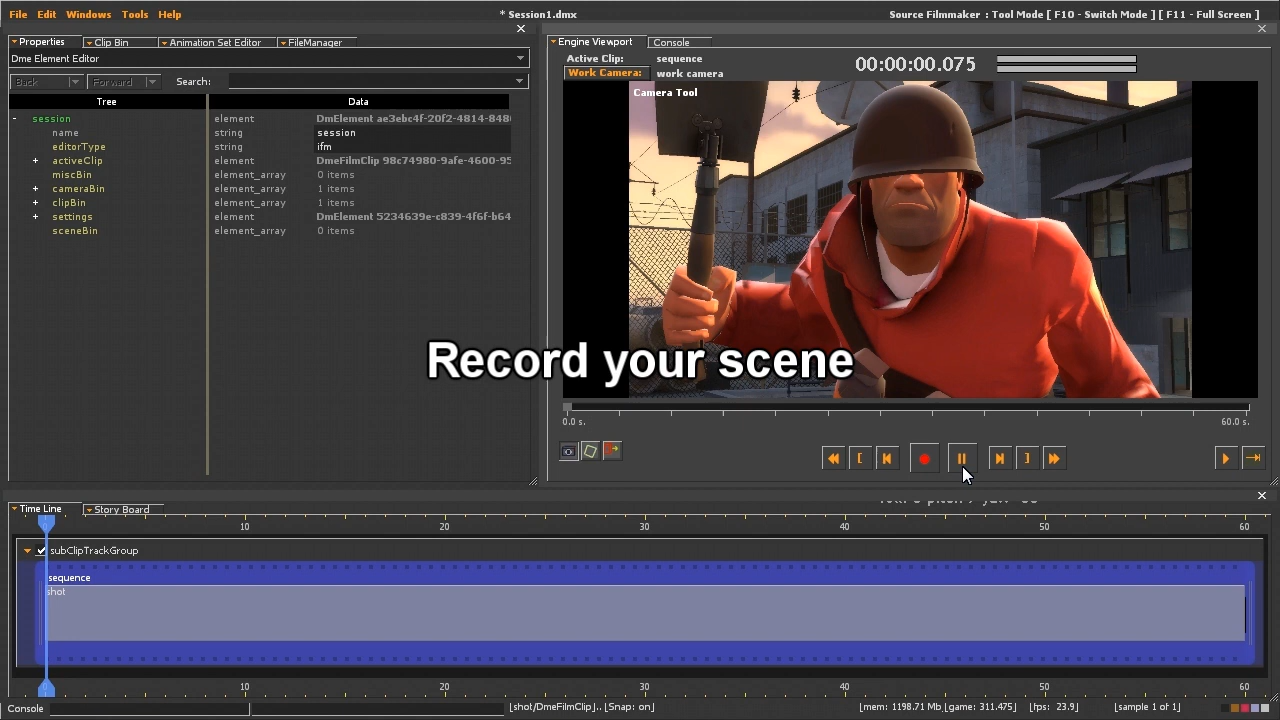 File Edit Windows Tools Help
* Session1.dmx
Source Filmmaker : Tool Mode [ F10 - Switch Mode ] [ F11 - Full Screen ]
Properties Clip Bin Animation Set Editor FileManager
Dme Element Editor
Back Forward Search:
Tree Data
- session element DmElement ae3ebc4f-20f2-4814-848
name string session
editorType string ifm
+ activeClip element DmeFilmClip 98c74980-9afe-4600-95
miscBin element_array 0 items
+ cameraBin element_array 1 items
+ clipBin element_array 1 items
+ settings element DmElement 5234639e-c839-4f6f-b64
sceneBin element_array 0 items
Engine Viewport Console
Active Clip: sequence
Work Camera: work camera
00:00:00.075
Camera Tool
Record your scene
0.0 s. 60.0 s.
Time Line Story Board
0 10 20 30 40 50 60
subClipTrackGroup
sequence
shot
10 20 30 40 50 60
Console
[shot/DmeFilmClip].. [Snap: on]
[mem: 1198.71 Mb] [game: 311.475] [fps: 23.9] [sample 1 of 1]